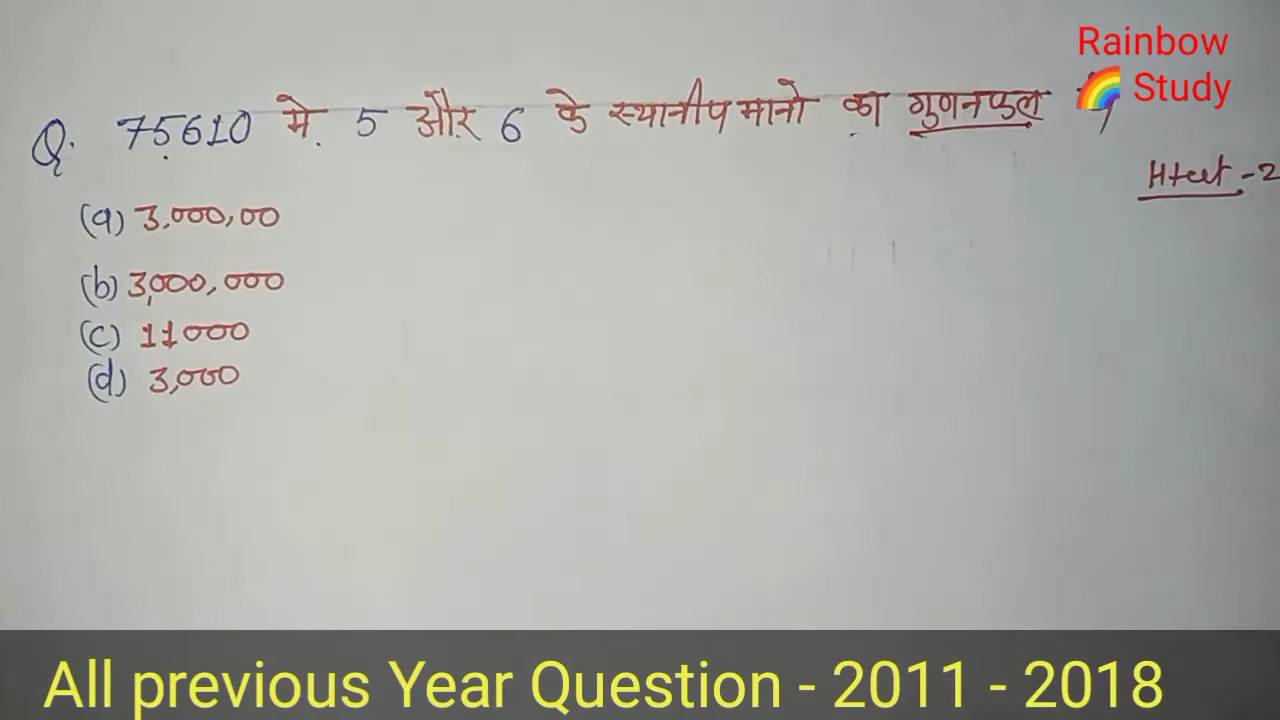 Rainbow
🌈 Study
Q. 75610 मे 5 और 6 के स्थानीय मानो का गुणनफल
Htet-2
(a) 3,000,00
(b) 3,000,000
(c) 11000
(d) 3,000
All previous Year Question - 2011 - 2018